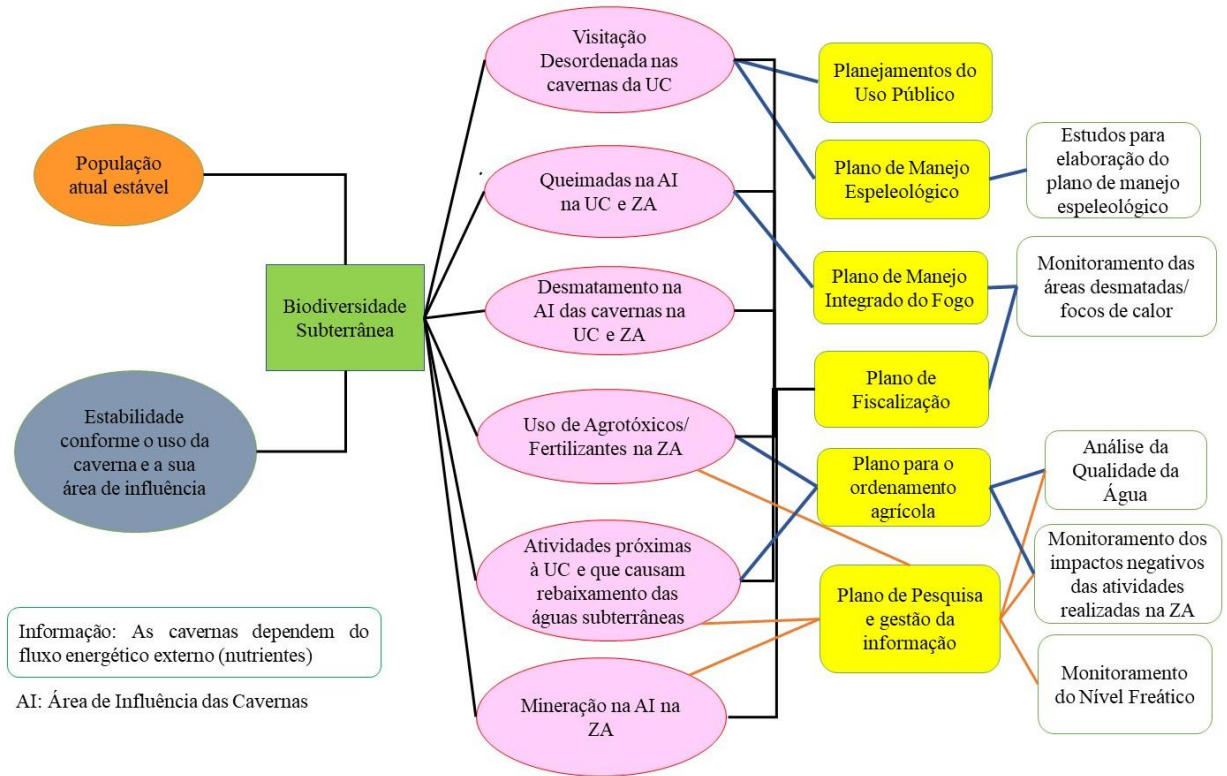 População
atual estável
Biodiversidade
Subterrânea
Estabilidade
conforme o uso da
caverna e a sua
área de influência
Informação: As cavernas dependem do
fluxo energético externo (nutrientes)
AI: Área de Influência das Cavernas
Visitação
Desordenada nas
cavernas da UC
Queimadas na AI
na UC e ZA
Desmatamento na
AI das cavernas na
UC e ZA
Uso de Agrotóxicos/
Fertilizantes na ZA
Atividades próximas
à UC e que causam
rebaixamento das
águas subterrâneas
Mineração na AI na
ZA
Planejamentos do
Uso Público
Plano de Manejo
Espeleológico
Plano de Manejo
Integrado do Fogo
Plano de
Fiscalização
Plano para o
ordenamento
agrícola
Plano de Pesquisa
e gestão da
informação
Estudos para
elaboração do
plano de manejo
espeleológico
Monitoramento das
áreas desmatadas/
focos de calor
Análise da
Qualidade da
Água
Monitoramento dos
impactos negativos
das atividades
realizadas na ZA
Monitoramento
do Nível Freático